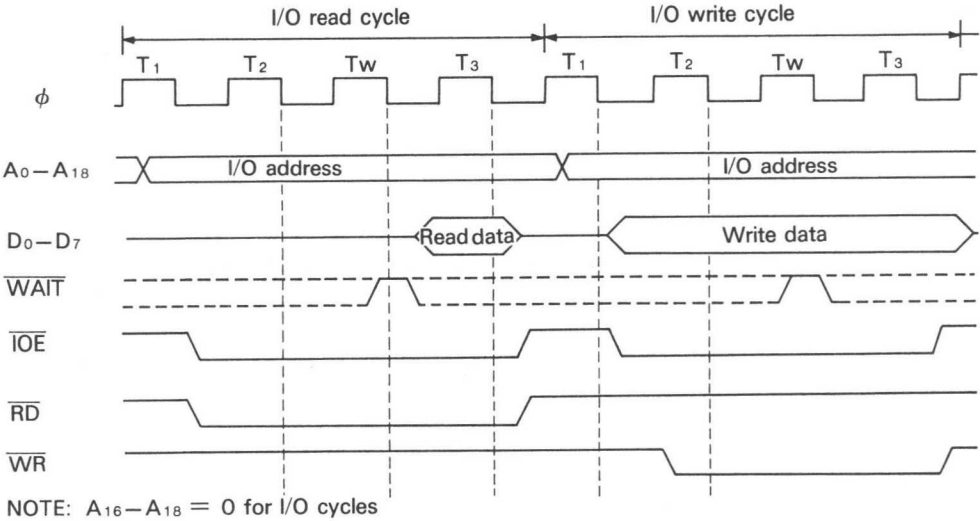 I/O read cycle I/O write cycle
T1 T2 TW T3 T1 T2 TW T3
φ
A0–A18 I/O address I/O address
D0–D7 Read data Write data
WAIT
IOE
RD
WR
NOTE: A16–A18 = 0 for I/O cycles